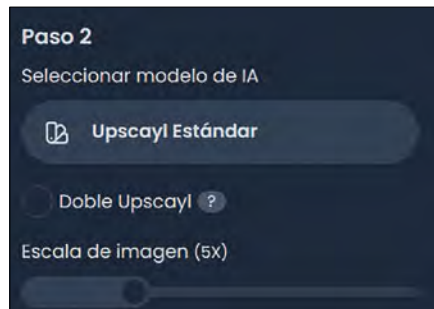 Paso 2
Seleccionar modelo de IA
Upscayl Estándar
Doble Upscayl ?
Escala de imagen (5X)